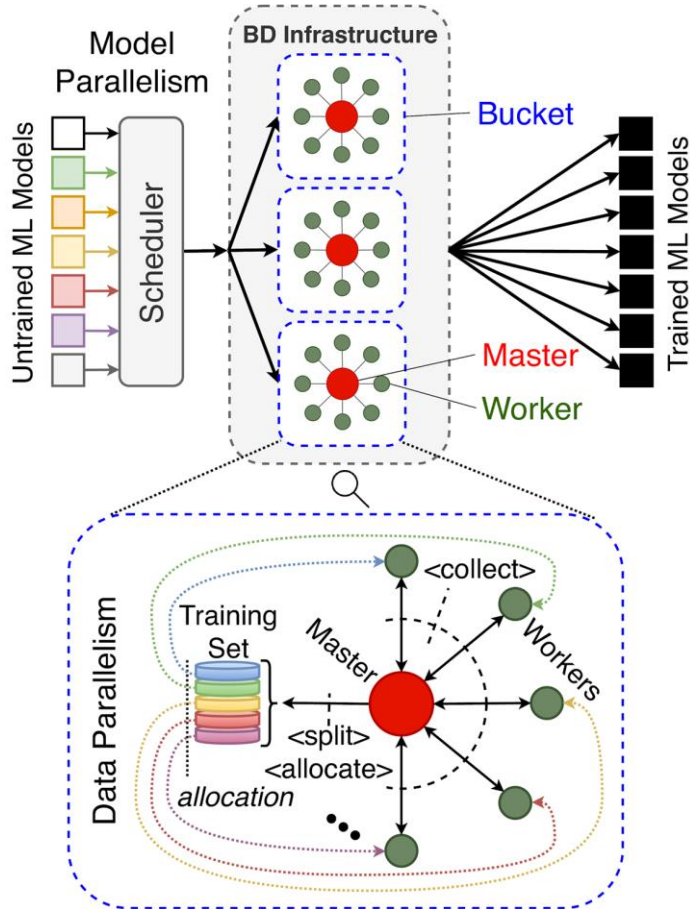 BD Infrastructure
Model
Parallelism
Untrained ML Models
Scheduler
Bucket
Master
Worker
Trained ML Models
Data Parallelism
Training
Set
allocation
<split>
<allocate>
Master
<collect>
Workers